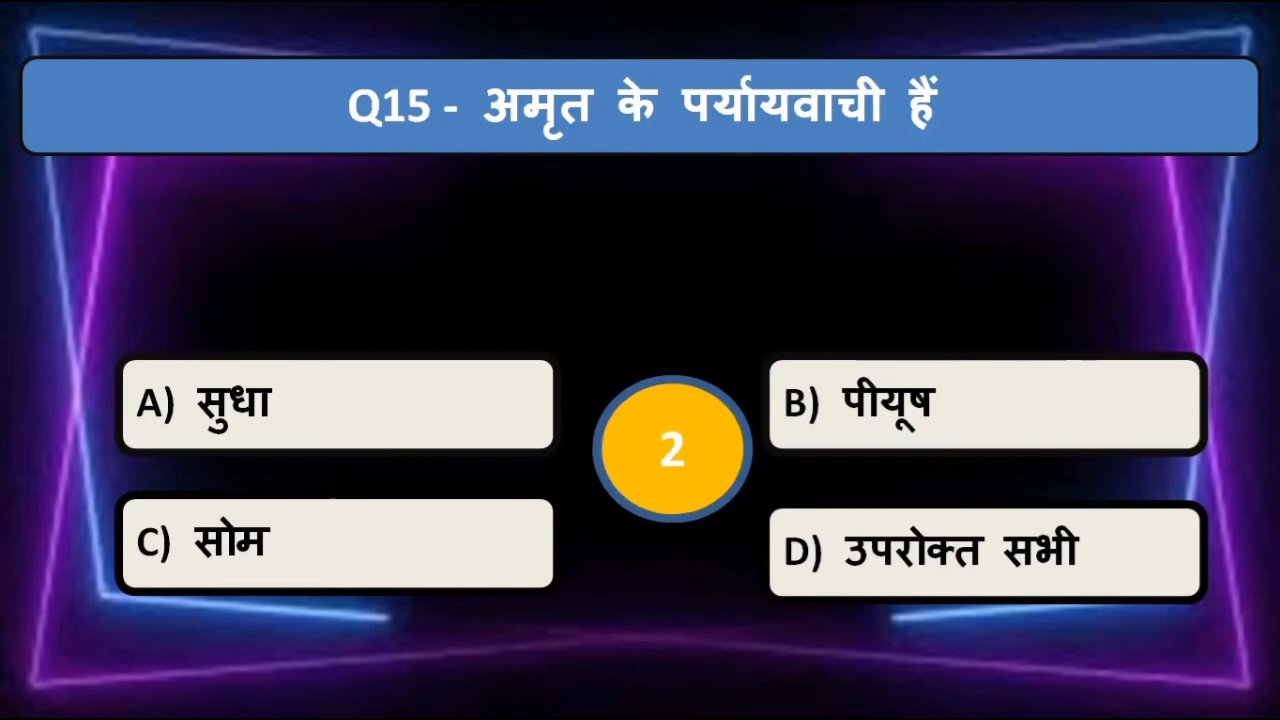 Q15 - अमृत के पर्यायवाची हैं
A) सुधा
B) पीयूष
2
C) सोम
D) उपरोक्त सभी